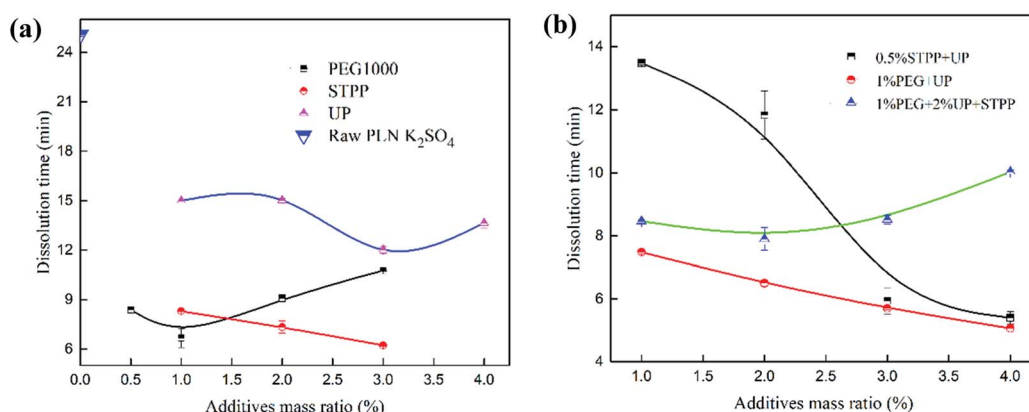 (a)
24
21
18
15
12
9
6
Dissolution time (min)
0.0
0.5
1.0
1.5
2.0
2.5
3.0
3.5
4.0
Additives mass ratio (%)
PEG1000
STPP
UP
Raw PLN K₂SO₄
(b)
14
12
10
8
6
4
Dissolution time (min)
1.0
1.5
2.0
2.5
3.0
3.5
4.0
Additives mass ratio (%)
0.5%STPP+UP
1%PEG+UP
1%PEG+2%UP+STPP